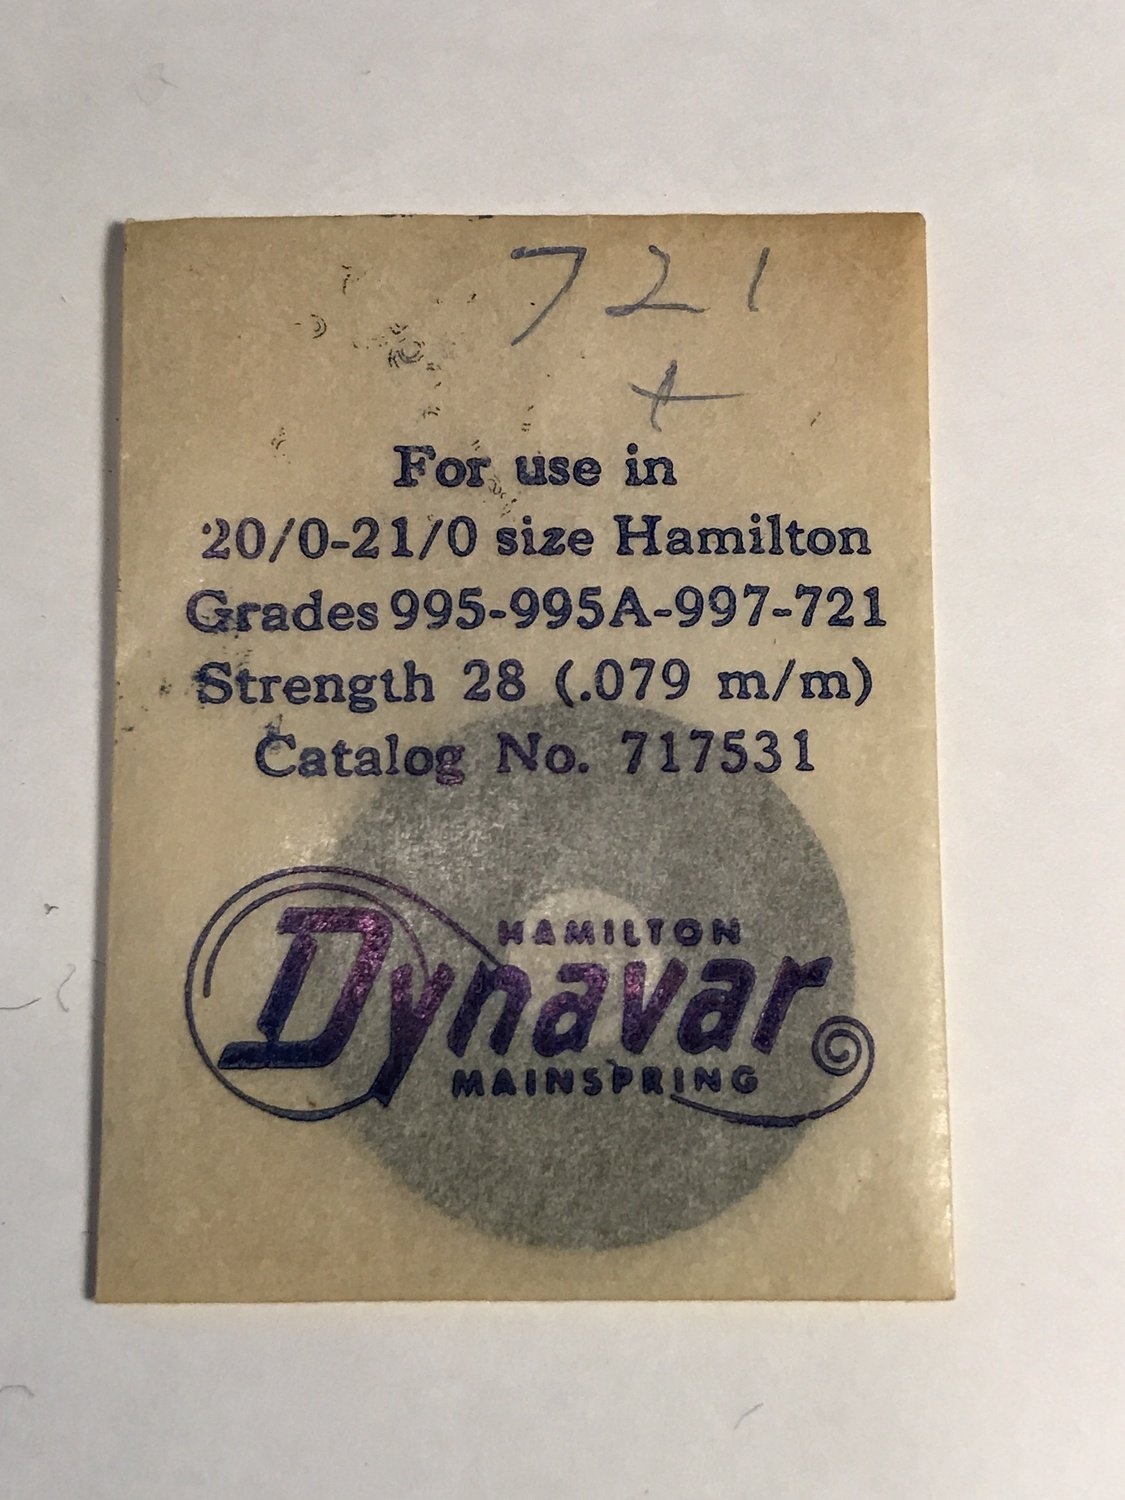 721
+
For use in
20/0-21/0 size Hamilton
Grades 995-995A-997-721
Strength 28 (.079 m/m)
Catalog No. 717531
HAMILTON
Dynavar
MAINSPRING